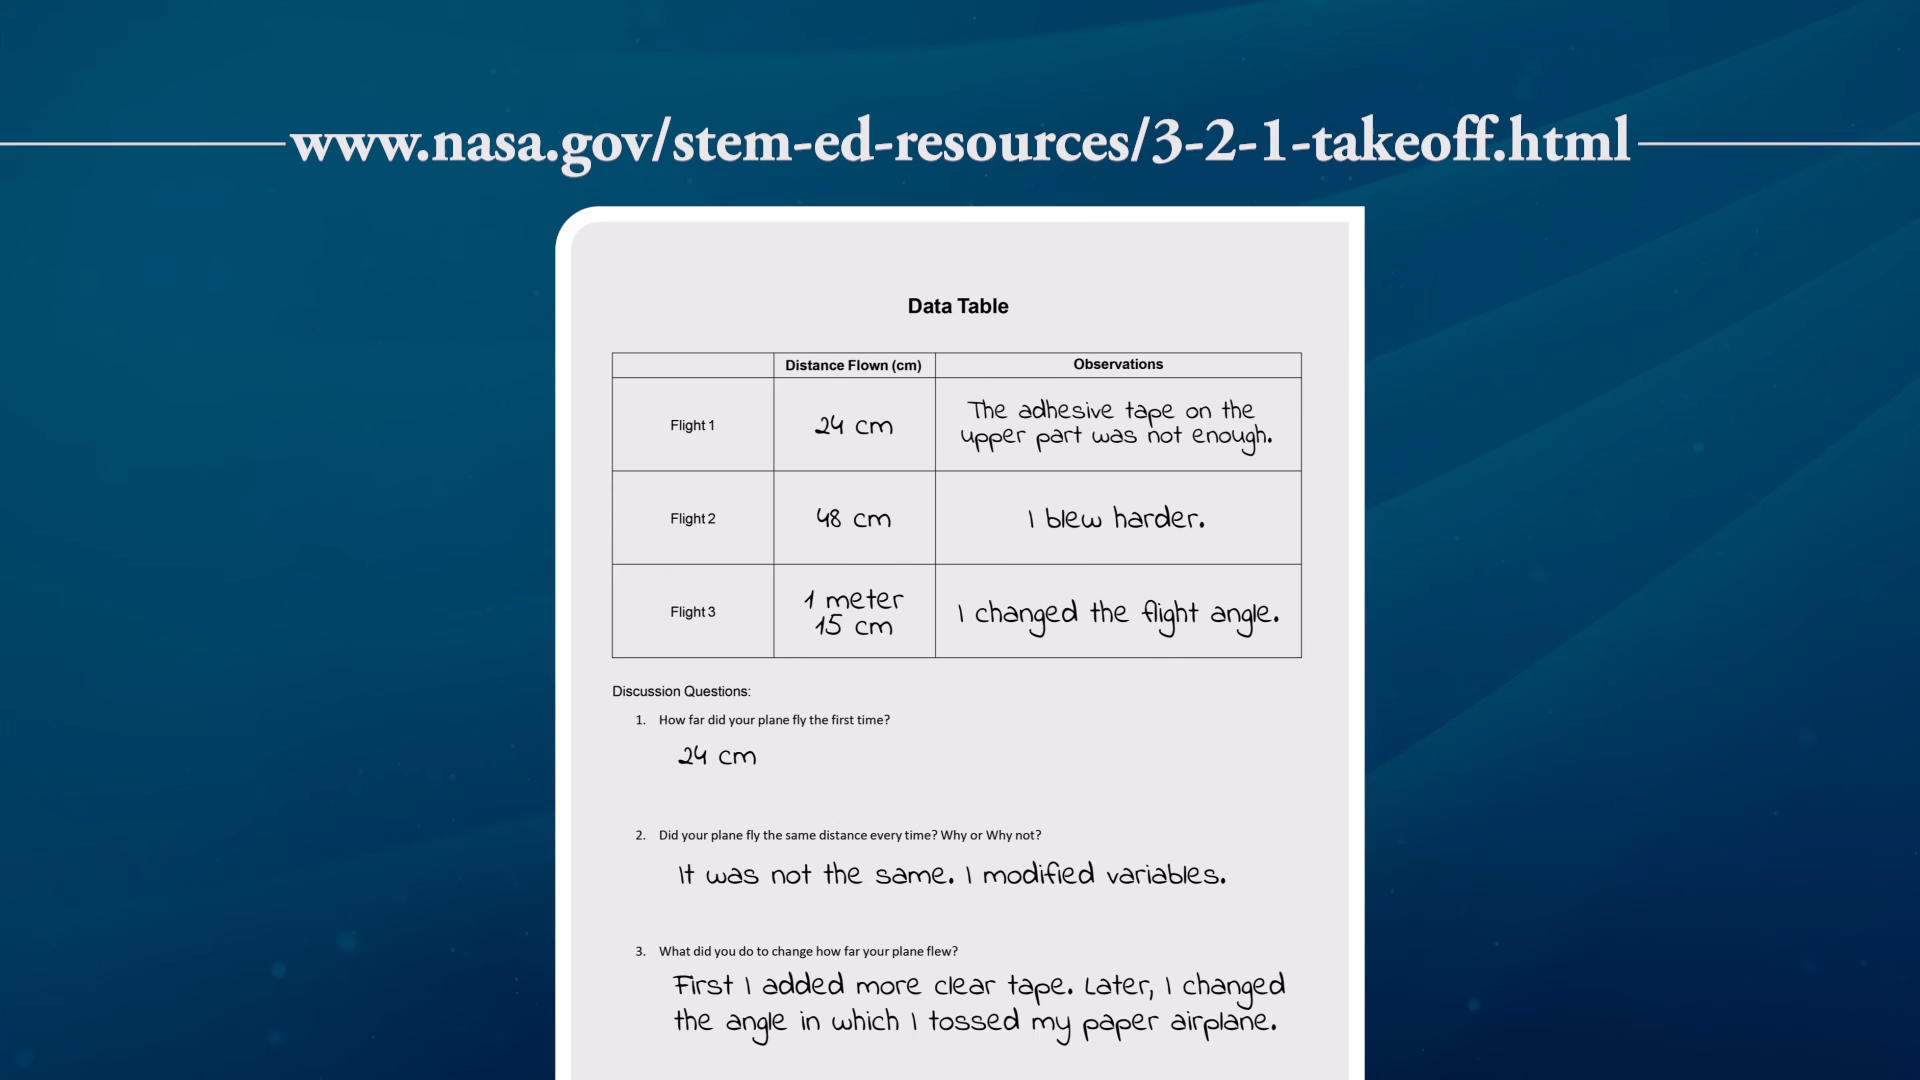 www.nasa.gov/stem-ed-resources/3-2-1-takeoff.html
Data Table
Distance Flown (cm)
Observations
Flight 1
24 cm
The adhesive tape on the
upper part was not enough.
Flight 2
48 cm
I blew harder.
Flight 3
1 meter
15 cm
I changed the flight angle.
Discussion Questions:
1. How far did your plane fly the first time?
24 cm
2. Did your plane fly the same distance every time? Why or Why not?
It was not the same. I modified variables.
3. What did you do to change how far your plane flew?
First I added more clear tape. Later, I changed
the angle in which I tossed my paper airplane.